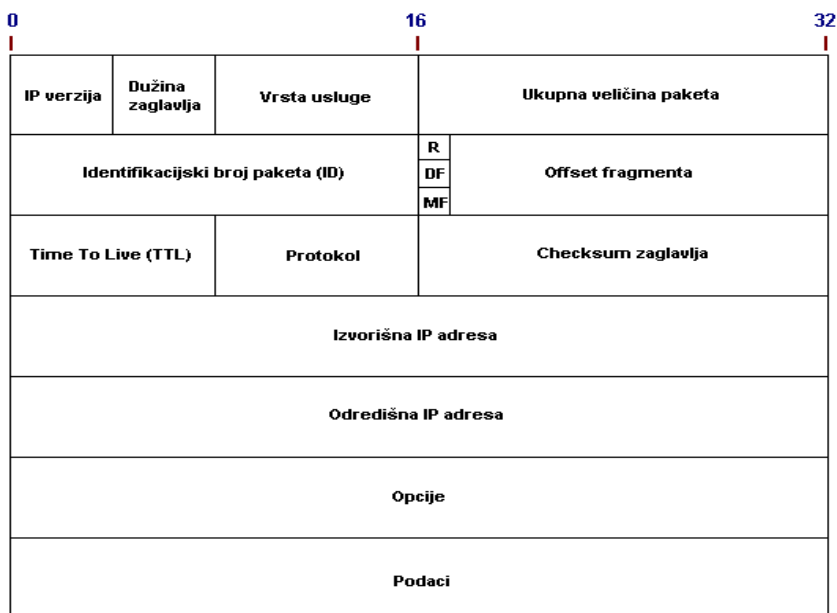 0 16 32
IP verzija
Dužina
zaglavlja
Vrsta usluge
Ukupna veličina paketa
Identifikacijski broj paketa (ID)
R
DF
MF
Offset fragmenta
Time To Live (TTL)
Protokol
Checksum zaglavlja
Izvorišna IP adresa
Odredišna IP adresa
Opcije
Podaci